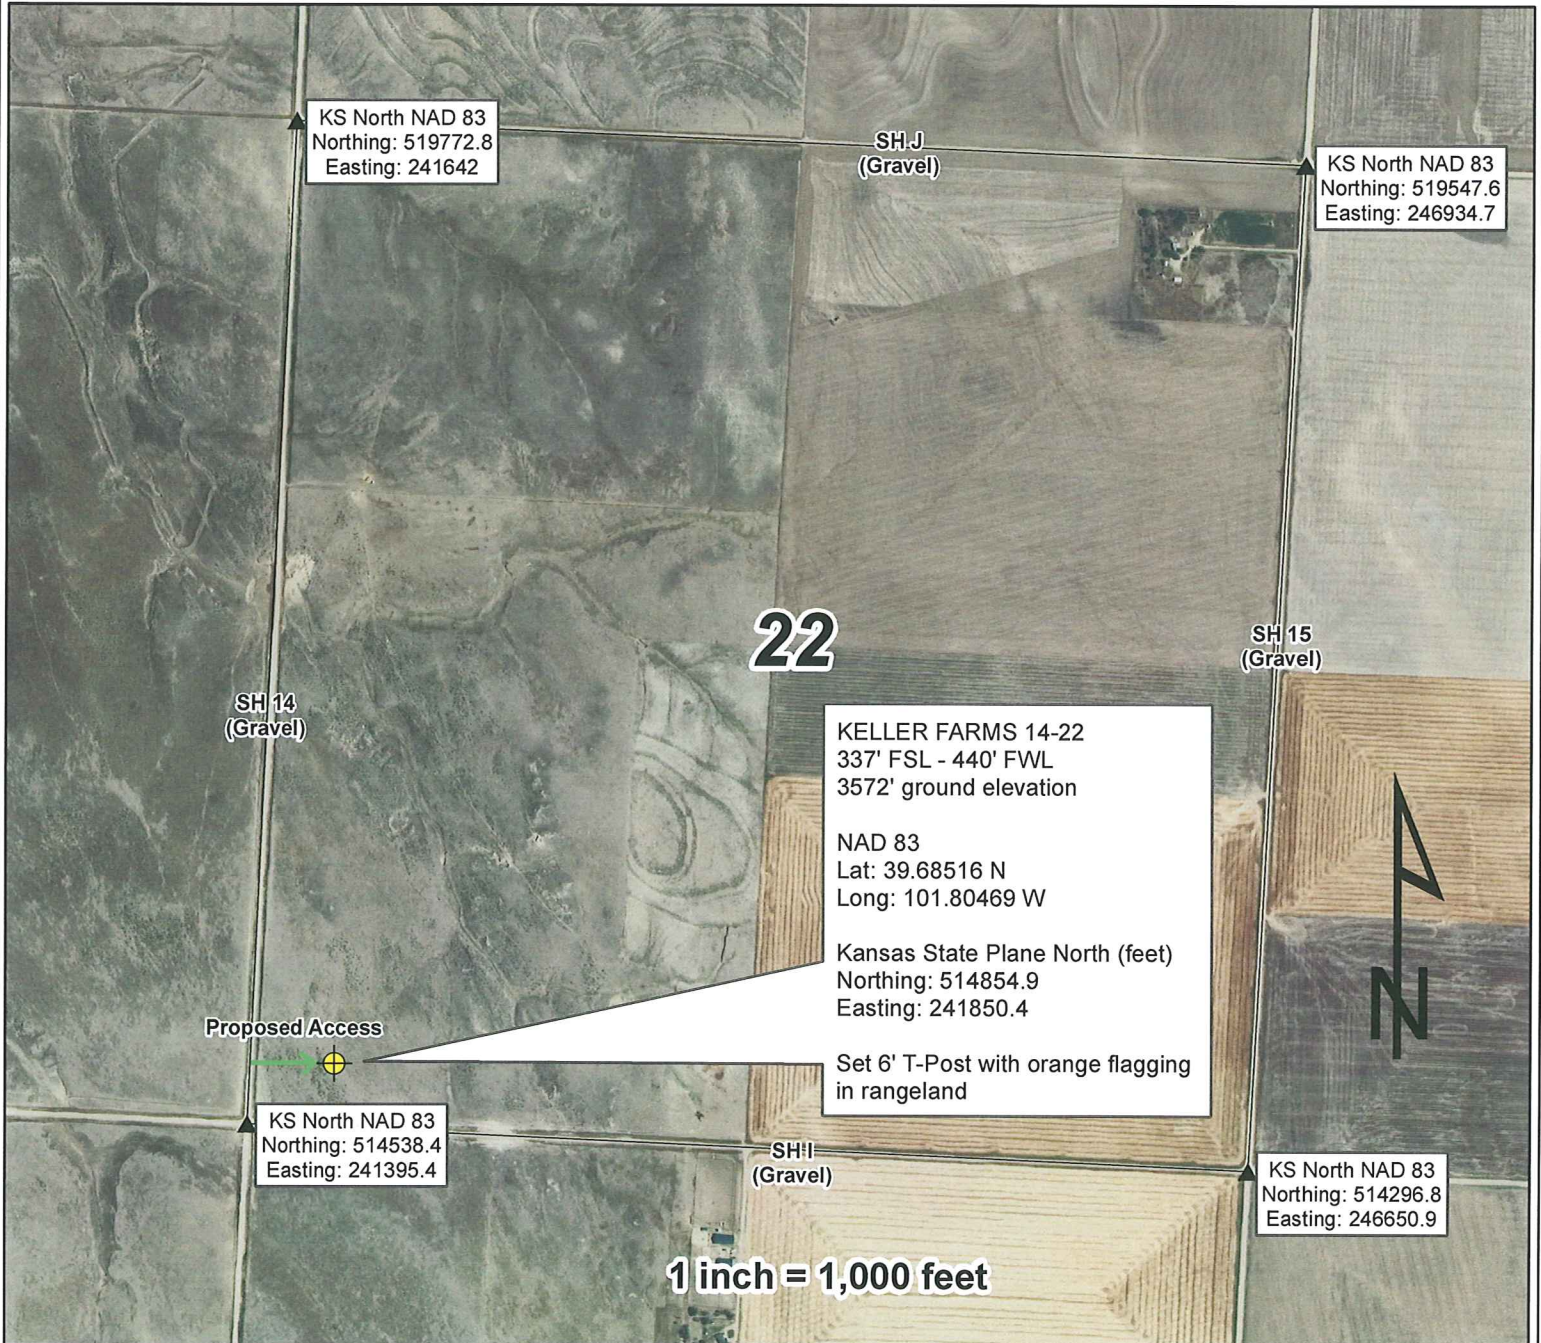 KS North NAD 83
Northing: 519772.8
Easting: 241642
SH J
(Gravel)
KS North NAD 83
Northing: 519547.6
Easting: 246934.7
22
SH 15
(Gravel)
SH 14
(Gravel)
KELLER FARMS 14-22
337' FSL - 440' FWL
3572' ground elevation
NAD 83
Lat: 39.68516 N
Long: 101.80469 W
Kansas State Plane North (feet)
Northing: 514854.9
Easting: 241850.4
Set 6' T-Post with orange flagging
in rangeland
N
Proposed Access
KS North NAD 83
Northing: 514538.4
Easting: 241395.4
SH I
(Gravel)
KS North NAD 83
Northing: 514296.8
Easting: 246650.9
1 inch = 1,000 feet